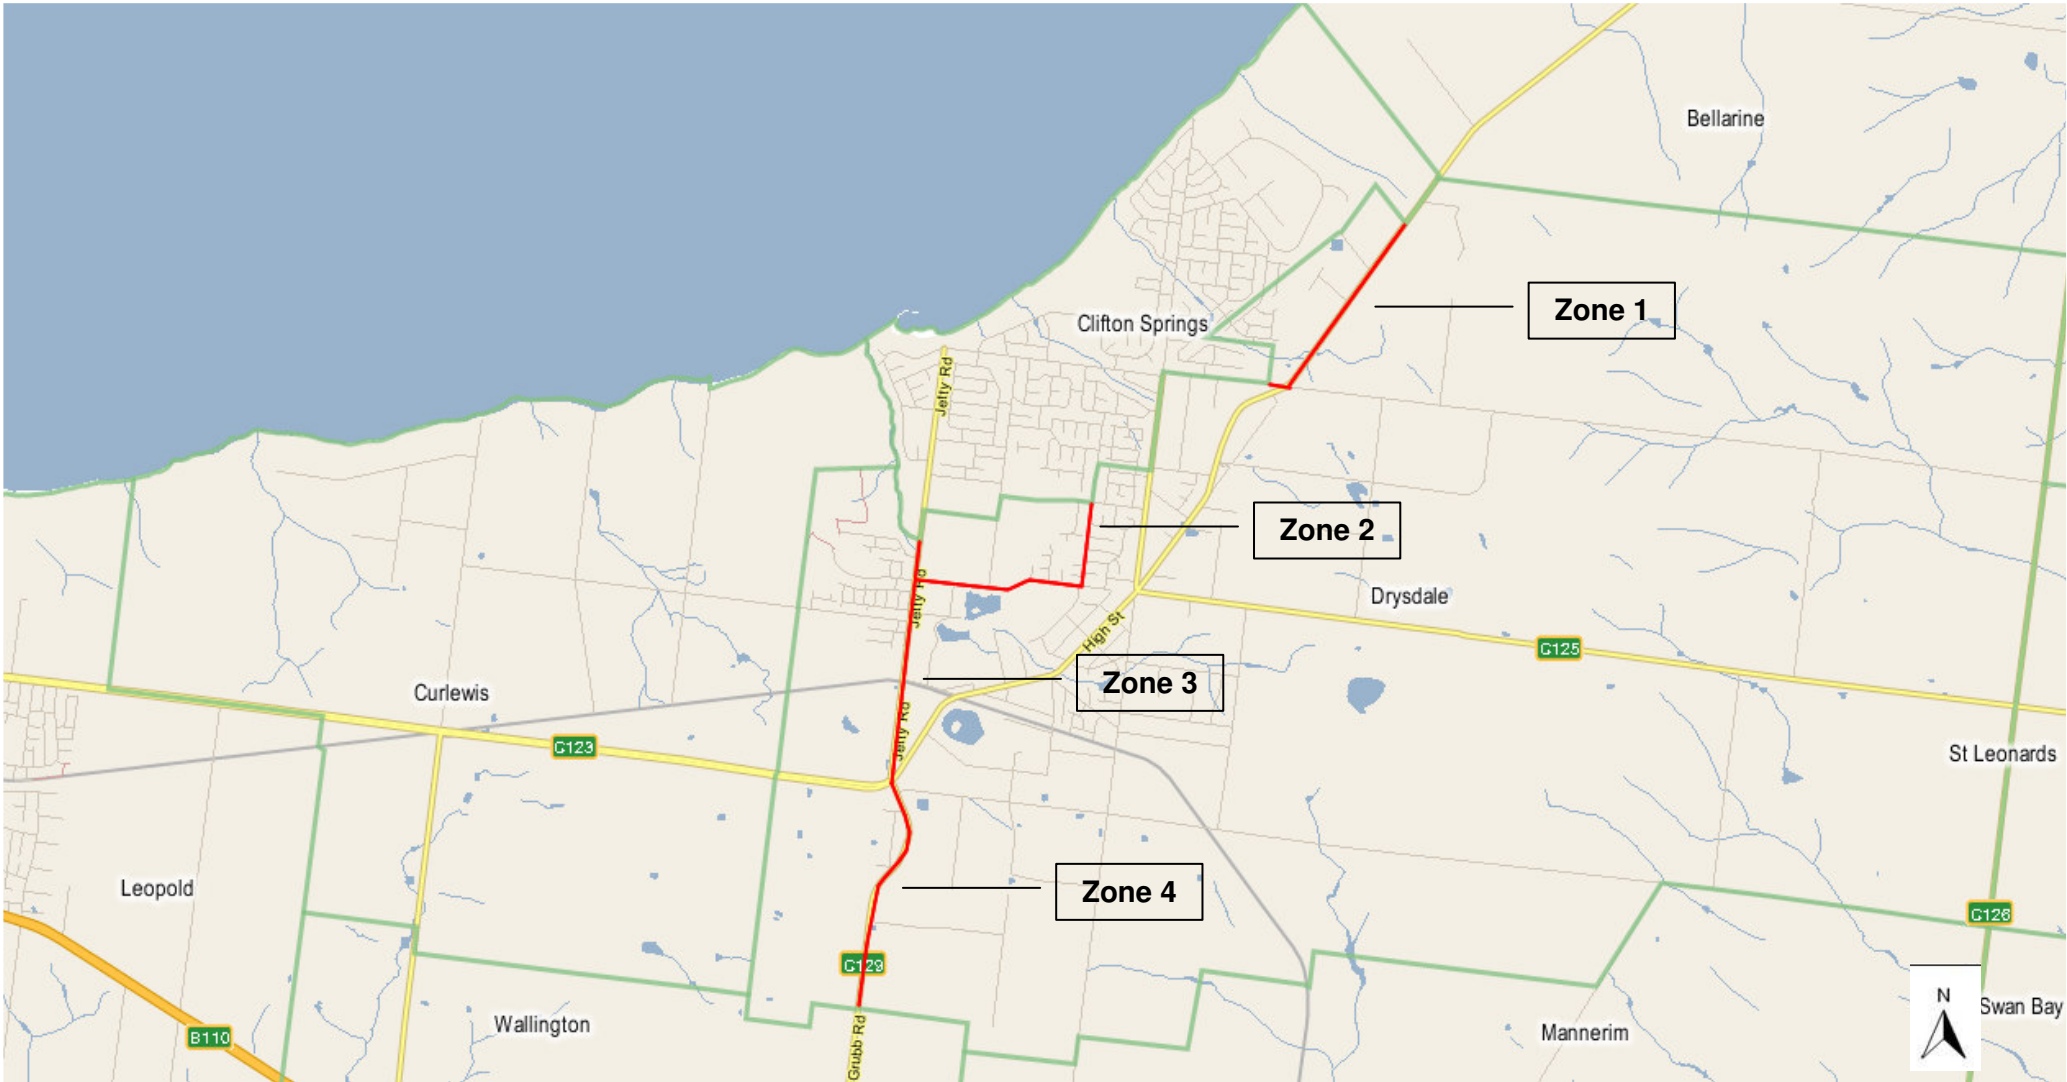 Bellarine
Zone 1
Clifton Springs
Jetty Rd
Zone 2
Jetty Rd
Drysdale
High St
C125
Zone 3
Curlewis
Jetty Rd
C123
St Leonards
Leopold
Zone 4
C126
C129
N
Swan Bay
Wallington
Mannerim
B110
Grubb Rd